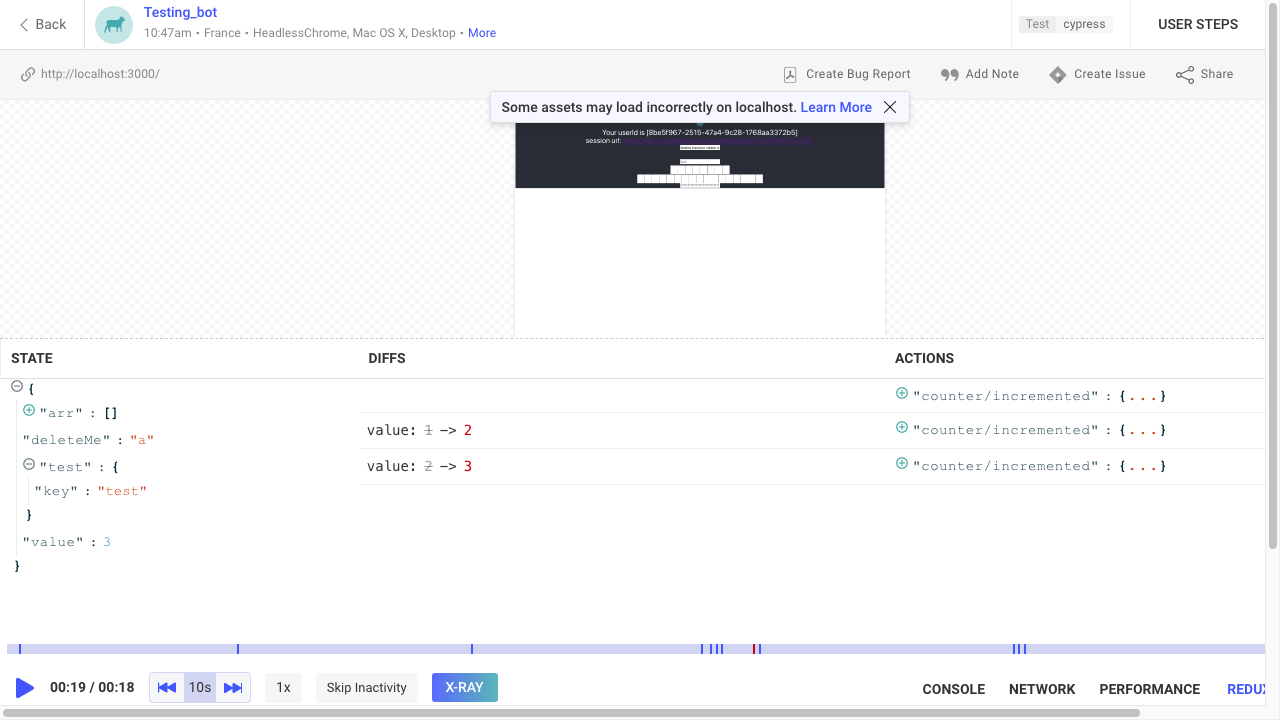 Back
Testing_bot
10:47am • France • HeadlessChrome, Mac OS X, Desktop • More
Test cypress
USER STEPS
http://localhost:3000/
Create Bug Report
Add Note
Create Issue
Share
Some assets may load incorrectly on localhost. Learn More
Your userId is [8be5f967-2515-47a4-9c28-1768aa3372b5]
session url:
STATE
DIFFS
ACTIONS
{
"arr" : []
"deleteMe" : "a"
"test" : {
"key" : "test"
}
"value" : 3
}
value: 1 -> 2
value: 2 -> 3
"counter/incremented" : {...}
"counter/incremented" : {...}
"counter/incremented" : {...}
00:19 / 00:18
10s
1x
Skip Inactivity
X-RAY
CONSOLE
NETWORK
PERFORMANCE
REDUX